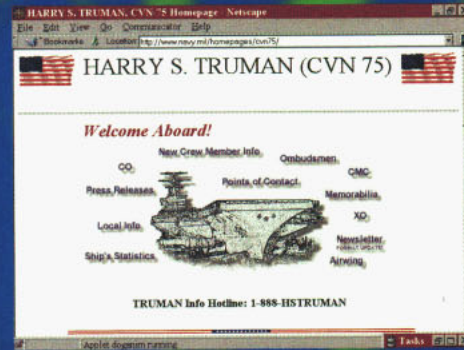 HARRY S. TRUMAN, CVN 75 Homepage - Netscape
File Edit View Go Communicator Help
Bookmarks Location: http://www.navy.mil/homepages/cvn75/
HARRY S. TRUMAN (CVN 75)
Welcome Aboard!
New Crew Member Info
Ombudsmen
CO
CMC
Press Releases
Points of Contact
Memorabilia
Local Info
XO
Newsletter
Ship's Statistics
Airwing
TRUMAN Info Hotline: 1-888-HSTRUMAN
Applet doganim running
Tasks